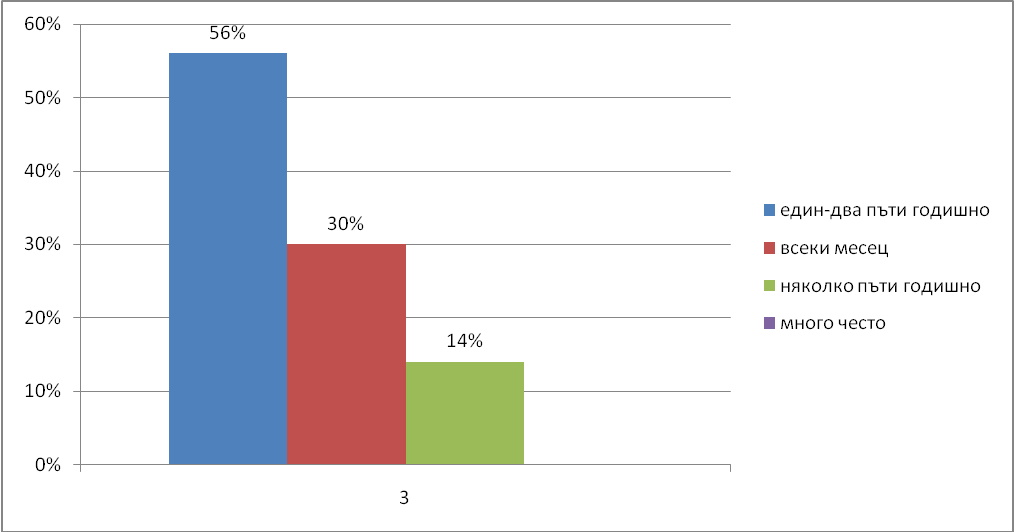 60%
50%
40%
30%
20%
10%
0%
56%
30%
14%
3
един-два пъти годишно
всеки месец
няколко пъти годишно
много често